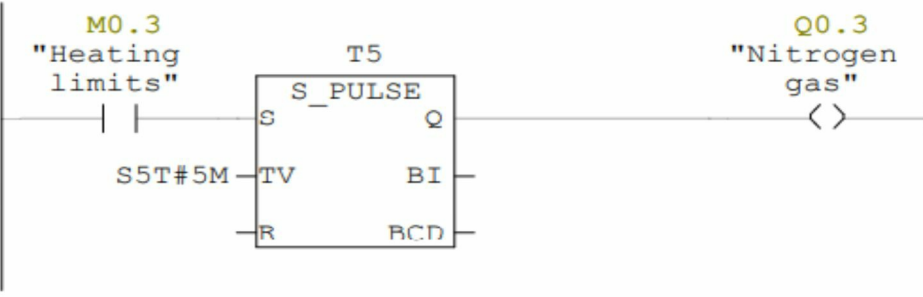 M0.3
"Heating
limits"
T5
S_PULSE
S
Q
S5T#5M
TV
BI
R
BCD
Q0.3
"Nitrogen
gas"